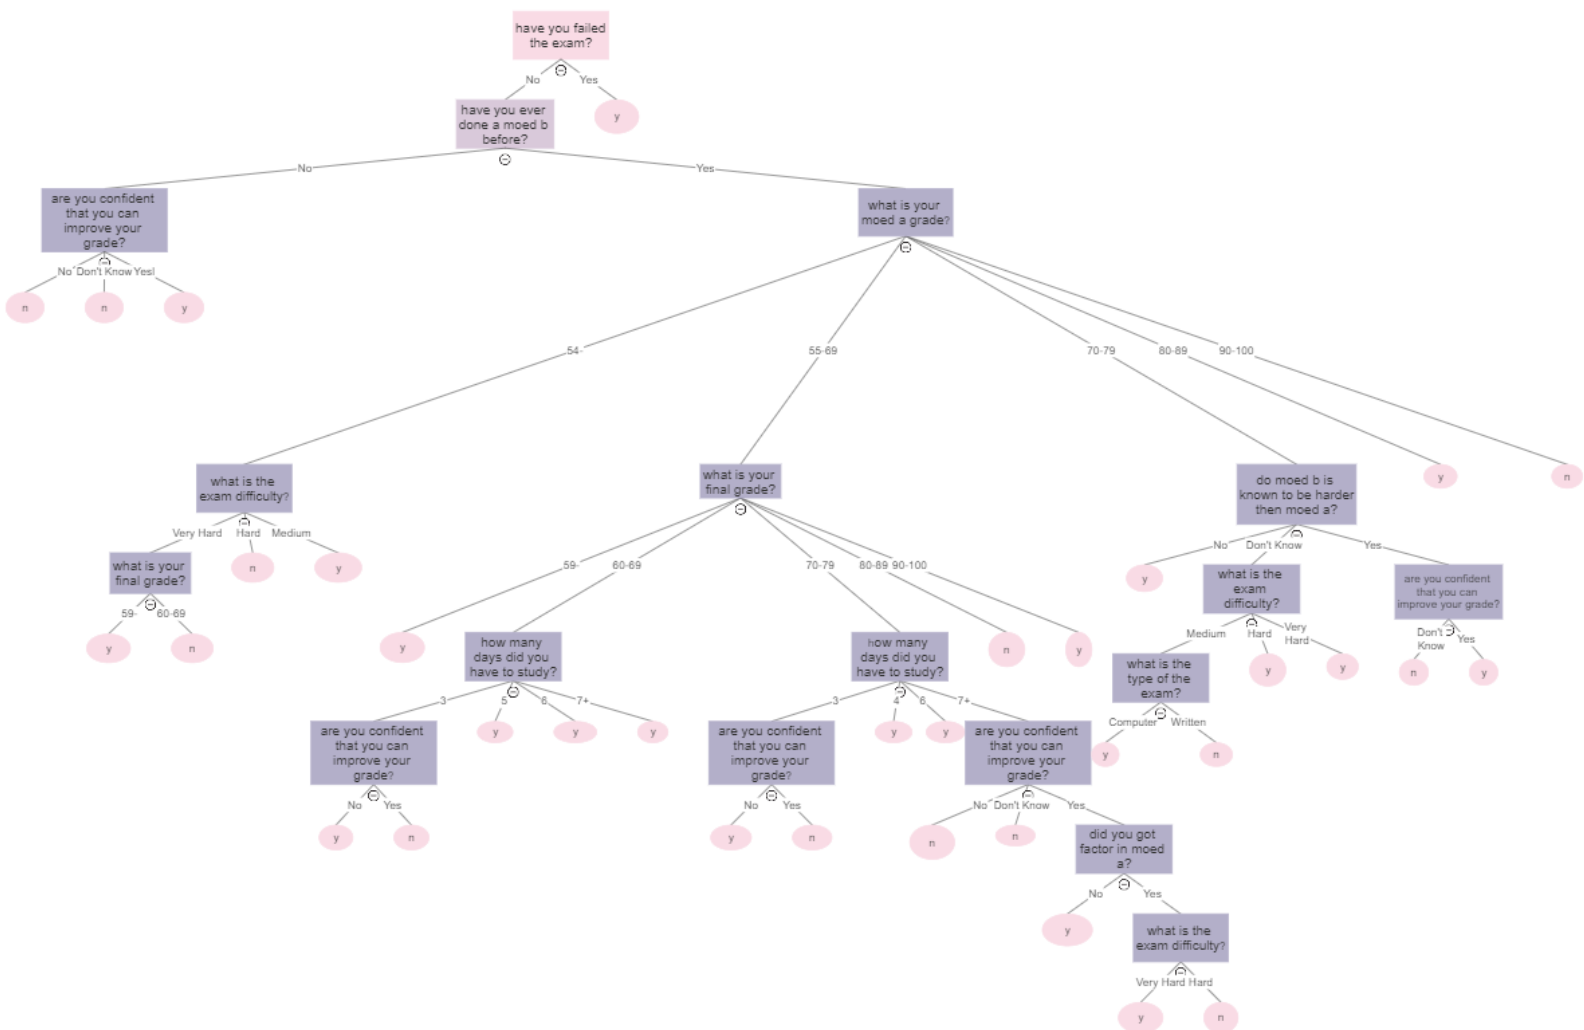 have you failed
the exam?
No
Yes
have you ever
done a moed b
before?
y
No
Yes
are you confident
that you can
improve your
grade?
what is your
moed a grade?
No
Don't Know
Yesl
n
n
y
54-
55-69
70-79
80-89
90-100
what is the
exam difficulty?
what is your
final grade?
do moed b is
known to be harder
then moed a?
y
n
Very Hard
Hard
Medium
what is your
final grade?
n
y
59-
60-69
y
n
59-
60-69
70-79
80-89
90-100
y
how many
days did you
have to study?
how many
days did you
have to study?
n
y
3
5
6
7+
are you confident
that you can
improve your
grade?
y
y
y
No
Yes
y
n
3
4
6
7+
are you confident
that you can
improve your
grade?
y
y
are you confident
that you can
improve your
grade?
No
Yes
y
n
No
Don't Know
Yes
n
n
did you got
factor in moed
a?
No
Yes
y
what is the
exam difficulty?
Very Hard
Hard
y
n
No
Don't Know
Yes
y
what is the
exam
difficulty?
are you confident
that you can
improve your grade?
Medium
Hard
Very
Hard
what is the
type of the
exam?
y
y
Computer
Written
y
n
Don't
Know
Yes
n
y